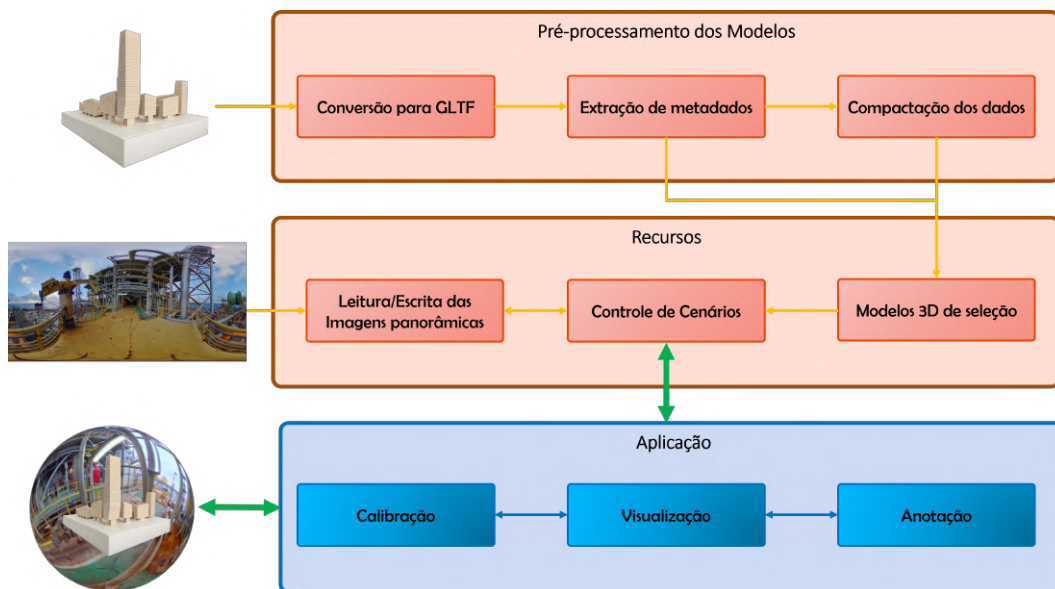 Pré-processamento dos Modelos
Conversão para GLTF
Extração de metadados
Compactação dos dados
Recursos
Leitura/Escrita das
Imagens panorâmicas
Controle de Cenários
Modelos 3D de seleção
Aplicação
Calibração
Visualização
Anotação